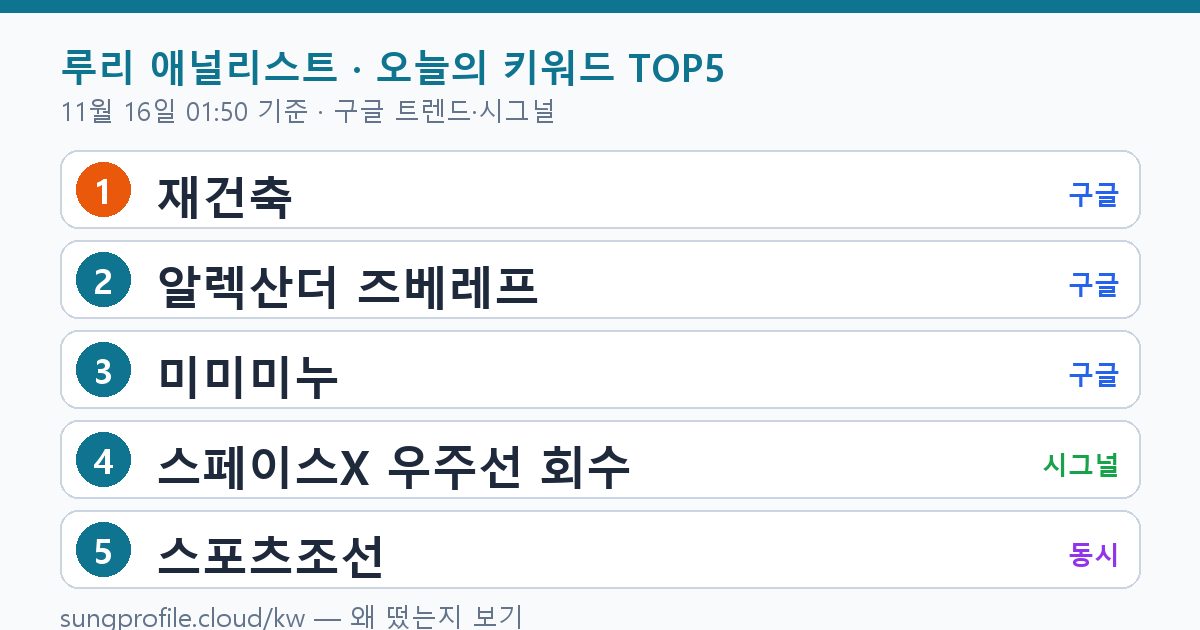 루리 애널리스트 · 오늘의 키워드 TOP5
11월 16일 01:50 기준 · 구글 트렌드·시그널
1 재건축 구글
2 알렉산더 즈베레프 구글
3 미미미누 구글
4 스페이스X 우주선 회수 시그널
5 스포츠조선 동시
sungprofile.cloud/kw — 왜 떴는지 보기